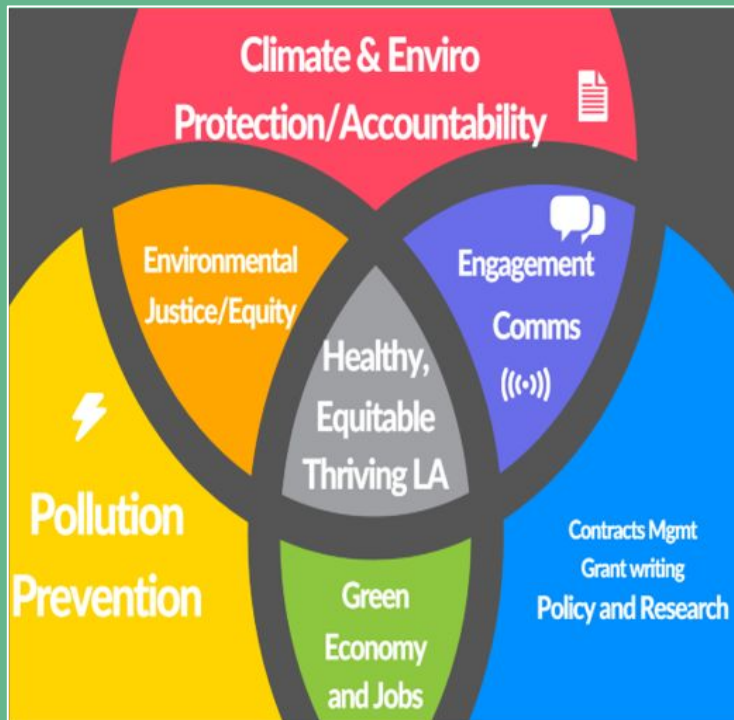 Climate & Enviro
Protection/Accountability
Environmental
Justice/Equity
Engagement
Comms
Healthy,
Equitable
Thriving LA
Pollution
Prevention
Contracts Mgmt
Grant writing
Policy and Research
Green
Economy
and Jobs